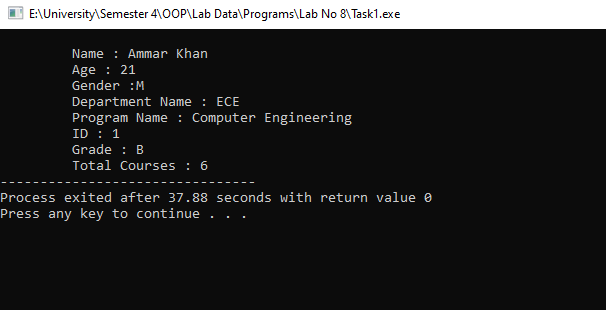 E:\University\Semester 4\OOP\Lab Data\Programs\Lab No 8\Task1.exe
Name : Ammar Khan
Age : 21
Gender :M
Department Name : ECE
Program Name : Computer Engineering
ID : 1
Grade : B
Total Courses : 6
--------------------------------
Process exited after 37.88 seconds with return value 0
Press any key to continue . . .